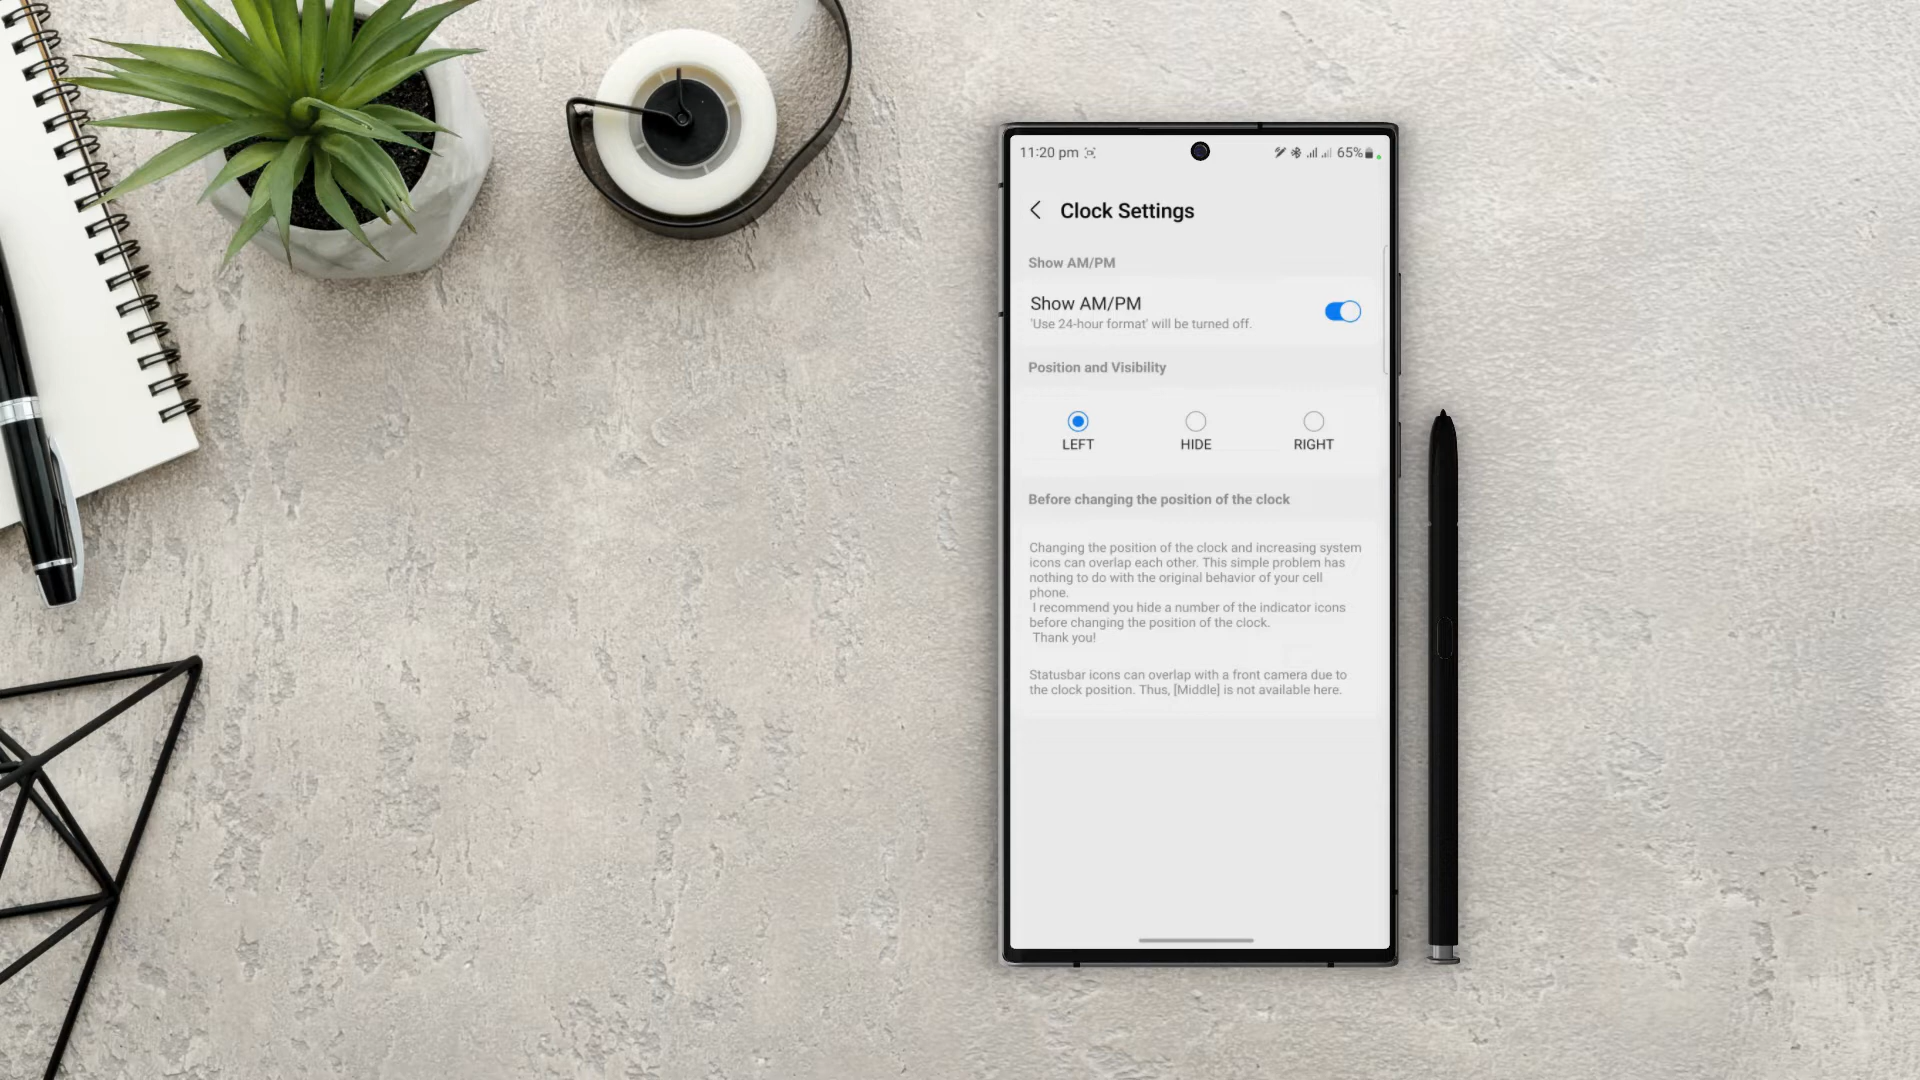 11:20 pm 65%
Clock Settings
Show AM/PM
Show AM/PM
'Use 24-hour format' will be turned off.
Position and Visibility
LEFT HIDE RIGHT
Before changing the position of the clock
Changing the position of the clock and increasing system
icons can overlap each other. This simple problem has
nothing to do with the original behavior of your cell
phone.
I recommend you hide a number of the indicator icons
before changing the position of the clock.
Thank you!
Statusbar icons can overlap with a front camera due to
the clock position. Thus, [Middle] is not available here.